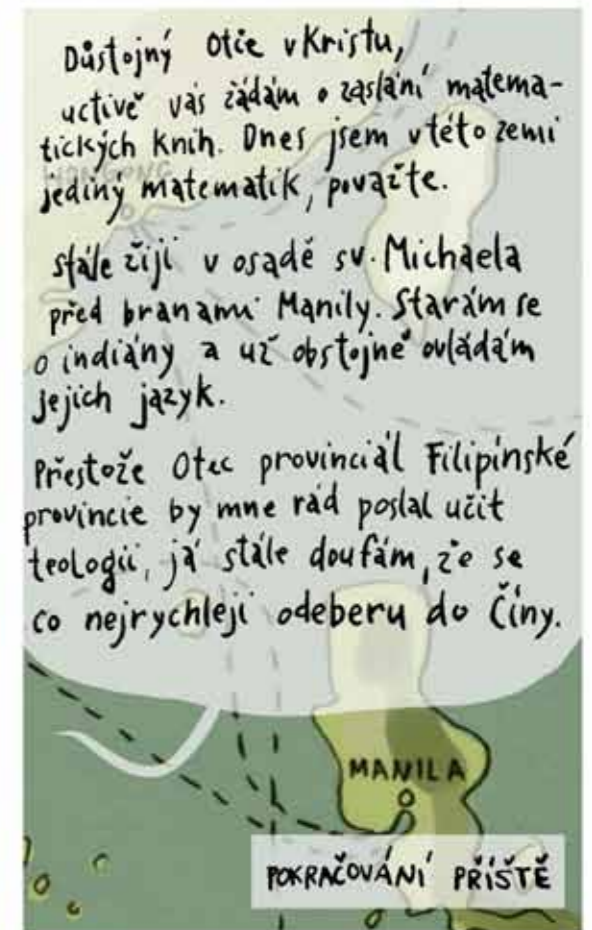 Důstojný Otče v Kristu,
uctivě vás žádám o zaslání matema-
tických knih. Dnes jsem v této zemi
jediný matematik, považte.
Stále žiji v osadě sv. Michaela
před branami Manily. Starám se
o indiány a už obstojně ovládám
jejich jazyk.
Přestože Otec provinciál Filipínské
provincie by mne rád poslal učit
teologii, já stále doufám, že se
co nejrychleji odeberu do Číny.
MANILA
POKRAČOVÁNÍ PŘÍŠTĚ